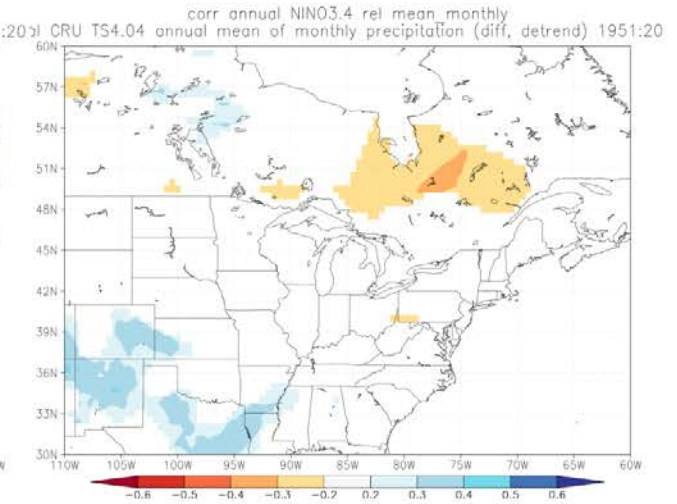 corr annual NINO3.4 rel mean monthly
CRU TS4.04 annual mean of monthly precipitation (diff, detrend) 1951:20
60N
57N
54N
51N
48N
45N
42N
39N
36N
33N
30N
110W 105W 100W 95W 90W 85W 80W 75W 70W 65W 60W
-0.6 -0.5 -0.4 -0.3 -0.2 0.2 0.3 0.4 0.5 0.6